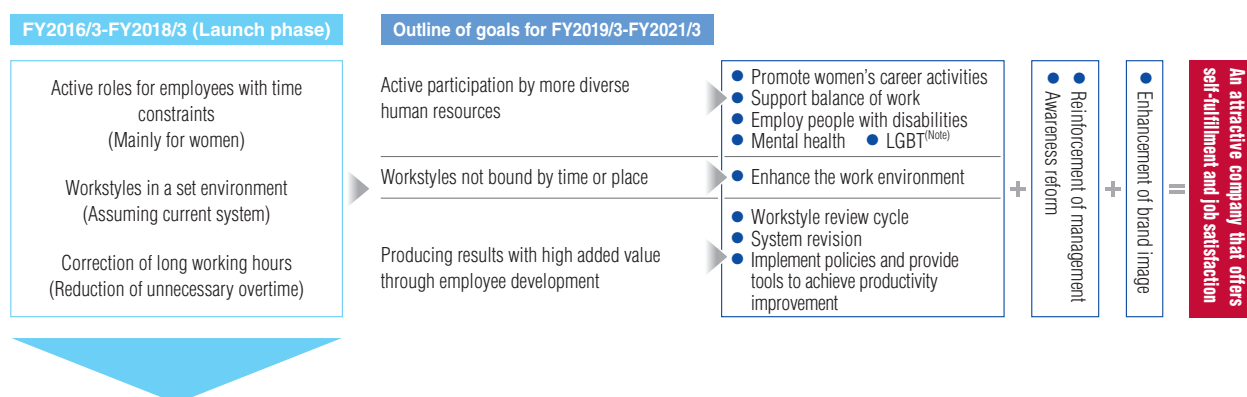 FY2016/3-FY2018/3 (Launch phase)
Active roles for employees with time
constraints
(Mainly for women)
Workstyles in a set environment
(Assuming current system)
Correction of long working hours
(Reduction of unnecessary overtime)
Outline of goals for FY2019/3-FY2021/3
Active participation by more diverse
human resources
● Promote women’s career activities
● Support balance of work
● Employ people with disabilities
● Mental health ● LGBT(Note)
Workstyles not bound by time or place
● Enhance the work environment
Producing results with high added value
through employee development
● Workstyle review cycle
● System revision
● Implement policies and provide
tools to achieve productivity
improvement
+
● Reinforcement of management
● Awareness reform
+
● Enhancement of brand image
=
An attractive company that offers
self-fulfillment and job satisfaction